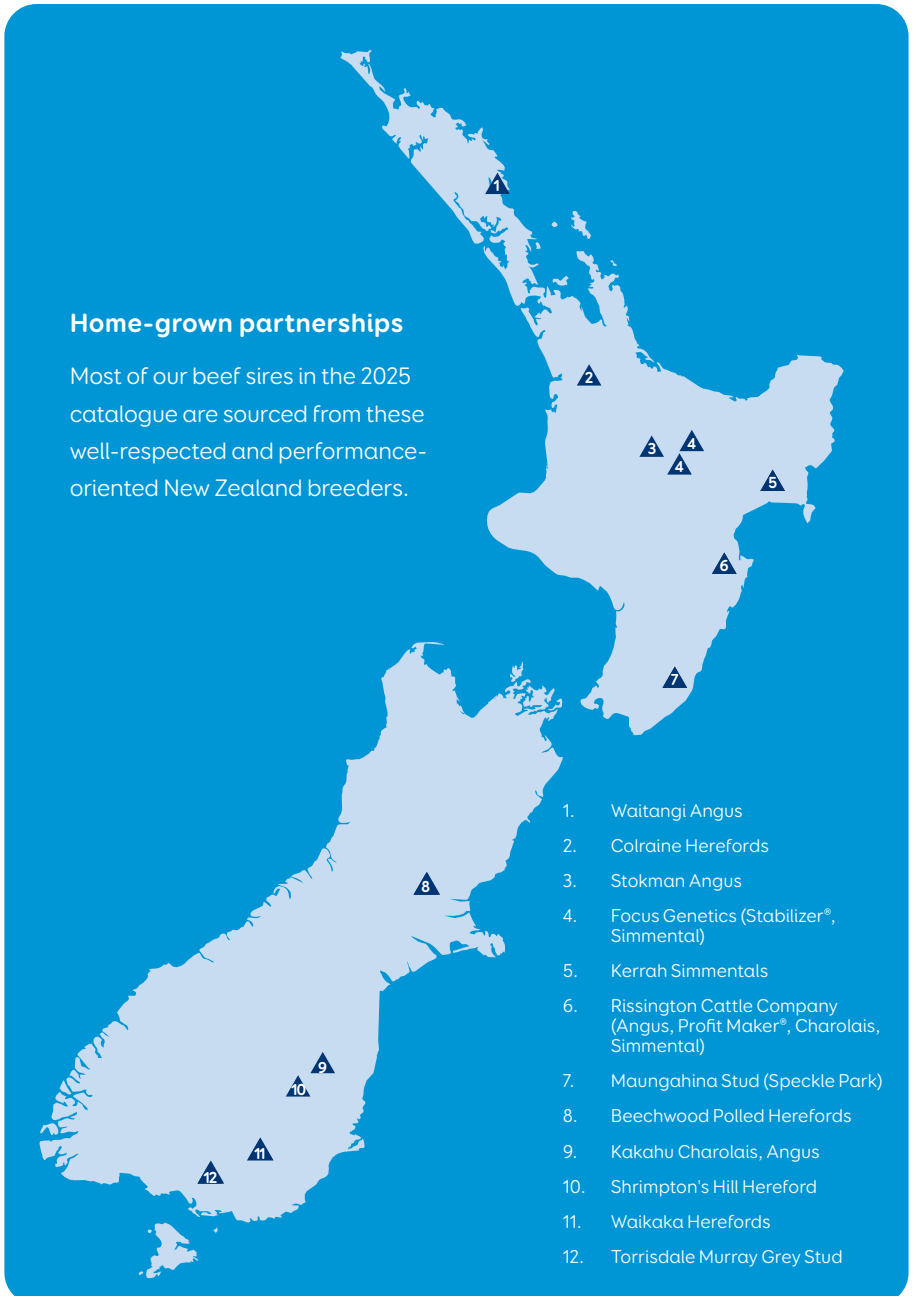 1
Home-grown partnerships
Most of our beef sires in the 2025
catalogue are sourced from these
well-respected and performance-
oriented New Zealand breeders.
2
3
4
4
5
6
7
8
9
10
11
12
1. Waitangi Angus
2. Colraine Herefords
3. Stokman Angus
4. Focus Genetics (Stabilizer®,
Simmental)
5. Kerrah Simmentals
6. Rissington Cattle Company
(Angus, Profit Maker®, Charolais,
Simmental)
7. Maungahina Stud (Speckle Park)
8. Beechwood Polled Herefords
9. Kakahu Charolais, Angus
10. Shrimpton's Hill Hereford
11. Waikaka Herefords
12. Torrisdale Murray Grey Stud